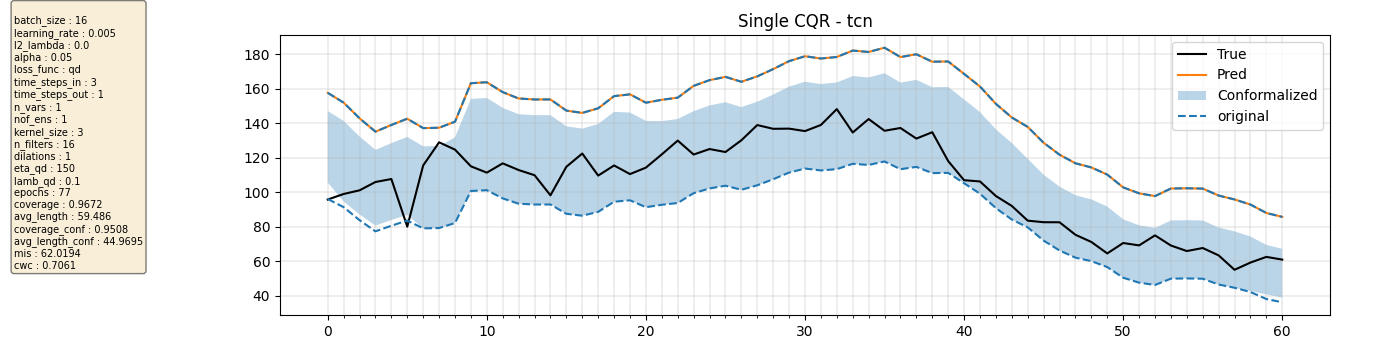 batch_size : 16
learning_rate : 0.005
l2_lambda : 0.0
alpha : 0.05
loss_func : qd
time_steps_in : 3
time_steps_out : 1
n_vars : 1
nof_ens : 1
kernel_size : 3
n_filters : 16
dilations : 1
eta_qd : 150
lamb_qd : 0.1
epochs : 77
coverage : 0.9672
avg_length : 59.486
coverage_conf : 0.9508
avg_length_conf : 44.9695
mis : 62.0194
cwc : 0.7061
Single CQR - tcn
180
160
140
120
100
80
60
40
0
10
20
30
40
50
60
True
Pred
Conformalized
original